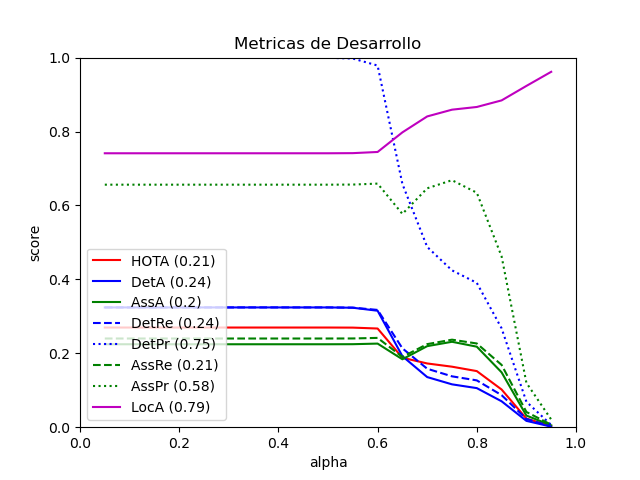 Metricas de Desarrollo
1.0
0.8
0.6
0.4
0.2
0.0
score
HOTA (0.21)
DetA (0.24)
AssA (0.2)
DetRe (0.24)
DetPr (0.75)
AssRe (0.21)
AssPr (0.58)
LocA (0.79)
0.0 0.2 0.4 0.6 0.8 1.0
alpha